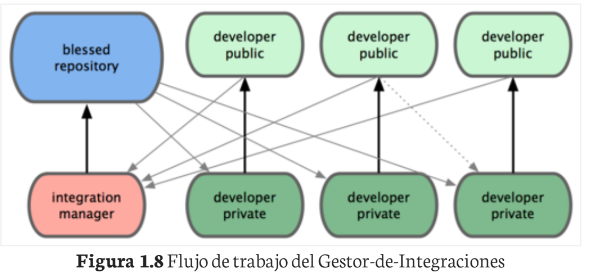 blessed
repository
developer
public
developer
public
developer
public
integration
manager
developer
private
developer
private
developer
private
Figura 1.8 Flujo de trabajo del Gestor-de-Integraciones